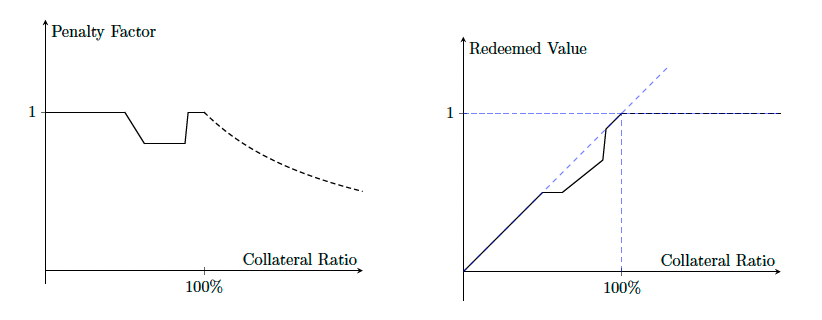 Penalty Factor
1
Collateral Ratio
100%
Redeemed Value
1
Collateral Ratio
100%